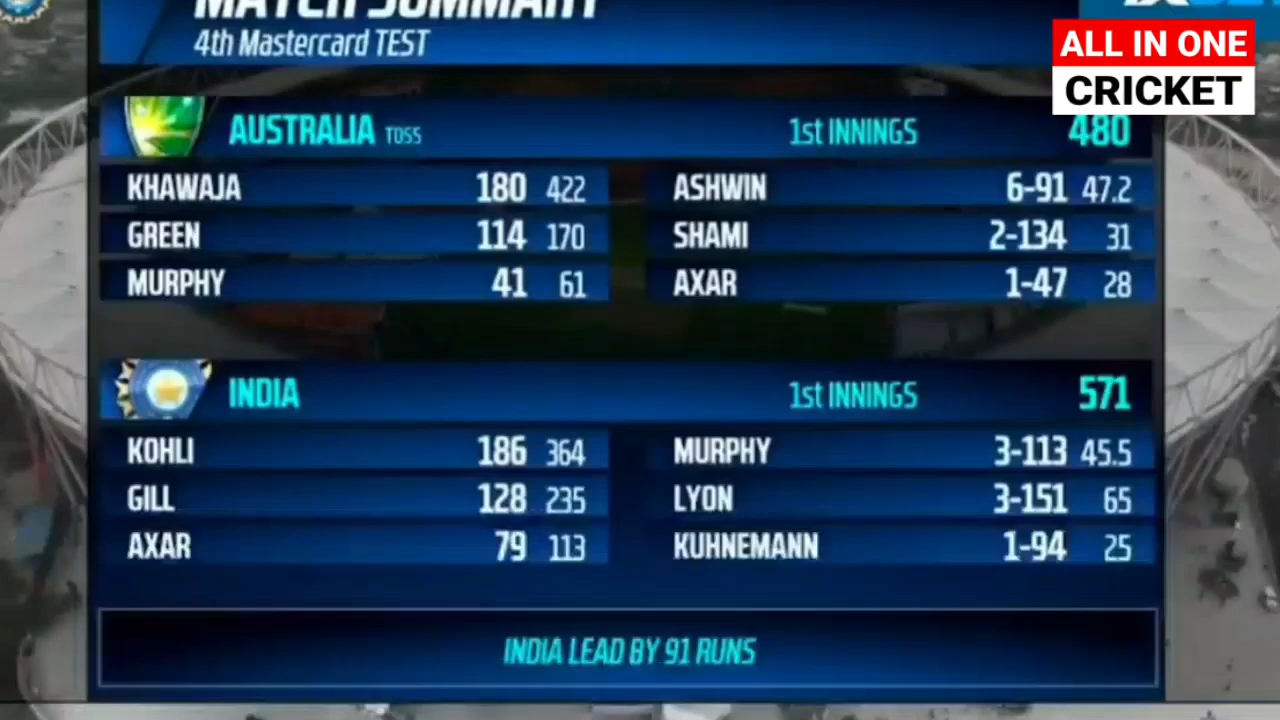 MATCH SUMMARY
4th Mastercard TEST
ALL IN ONE
CRICKET
AUSTRALIA TOSS 1st INNINGS 480
KHAWAJA 180 422 ASHWIN 6-91 47.2
GREEN 114 170 SHAMI 2-134 31
MURPHY 41 61 AXAR 1-47 28
INDIA 1st INNINGS 571
KOHLI 186 364 MURPHY 3-113 45.5
GILL 128 235 LYON 3-151 65
AXAR 79 113 KUHNEMANN 1-94 25
INDIA LEAD BY 91 RUNS